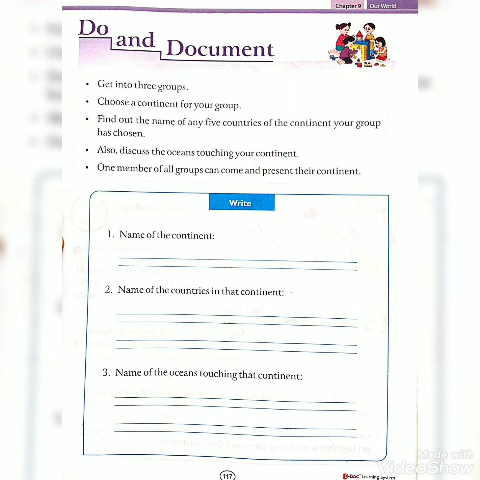 Chapter 9 Our World
Do and Document
• Get into three groups.
• Choose a continent for your group.
• Find out the name of any five countries of the continent your group
has chosen.
• Also, discuss the oceans touching your continent.
• One member of all groups can come and present their continent.
Write
1. Name of the continent:
2. Name of the countries in that continent:
3. Name of the oceans touching that continent:
117
Learning System
Made with
VideoShow